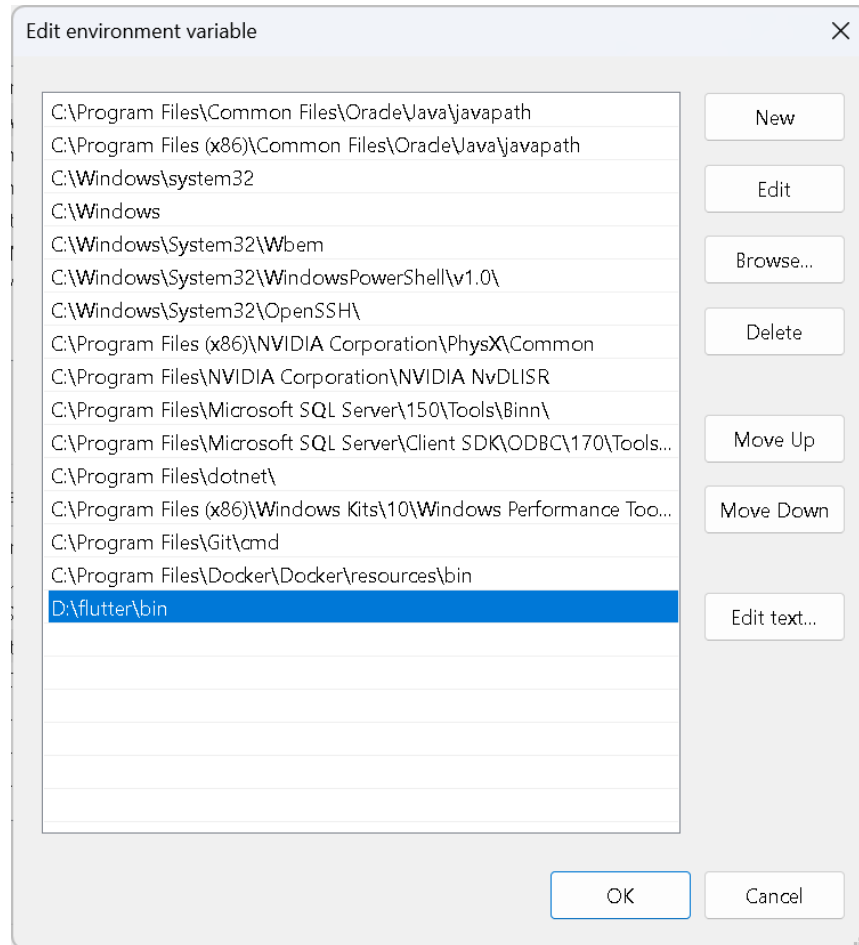 Edit environment variable
C:\Program Files\Common Files\Oracle\Java\javapath
C:\Program Files (x86)\Common Files\Oracle\Java\javapath
C:\Windows\system32
C:\Windows
C:\Windows\System32\Wbem
C:\Windows\System32\WindowsPowerShell\v1.0\
C:\Windows\System32\OpenSSH\
C:\Program Files (x86)\NVIDIA Corporation\PhysX\Common
C:\Program Files\NVIDIA Corporation\NVIDIA NvDLISR
C:\Program Files\Microsoft SQL Server\150\Tools\Binn\
C:\Program Files\Microsoft SQL Server\Client SDK\ODBC\170\Tools...
C:\Program Files\dotnet\
C:\Program Files (x86)\Windows Kits\10\Windows Performance Too...
C:\Program Files\Git\cmd
C:\Program Files\Docker\Docker\resources\bin
D:\flutter\bin
New
Edit
Browse...
Delete
Move Up
Move Down
Edit text...
OK
Cancel